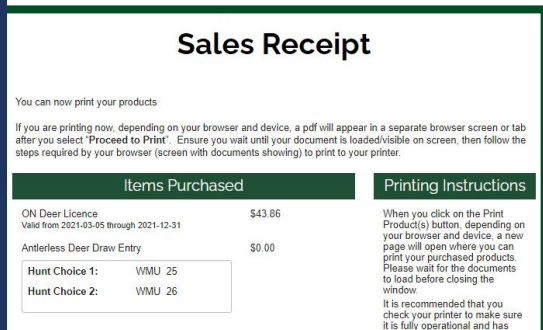 Sales Receipt
You can now print your products
If you are printing now, depending on your browser and device, a pdf will appear in a separate browser screen or tab
after you select "Proceed to Print". Ensure you wait until your document is loaded/visible on screen, then follow the
steps required by your browser (screen with documents showing) to print to your printer.
Items Purchased
ON Deer Licence $43.86
Valid from 2021-03-05 through 2021-12-31
Antlerless Deer Draw Entry $0.00
Hunt Choice 1: WMU 25
Hunt Choice 2: WMU 26
Printing Instructions
When you click on the Print
Product(s) button, depending on
your browser and device, a new
page will open where you can
print your purchased products.
Please wait for the documents
to load before closing the
window.
It is recommended that you
check your printer to make sure
it is fully operational and has